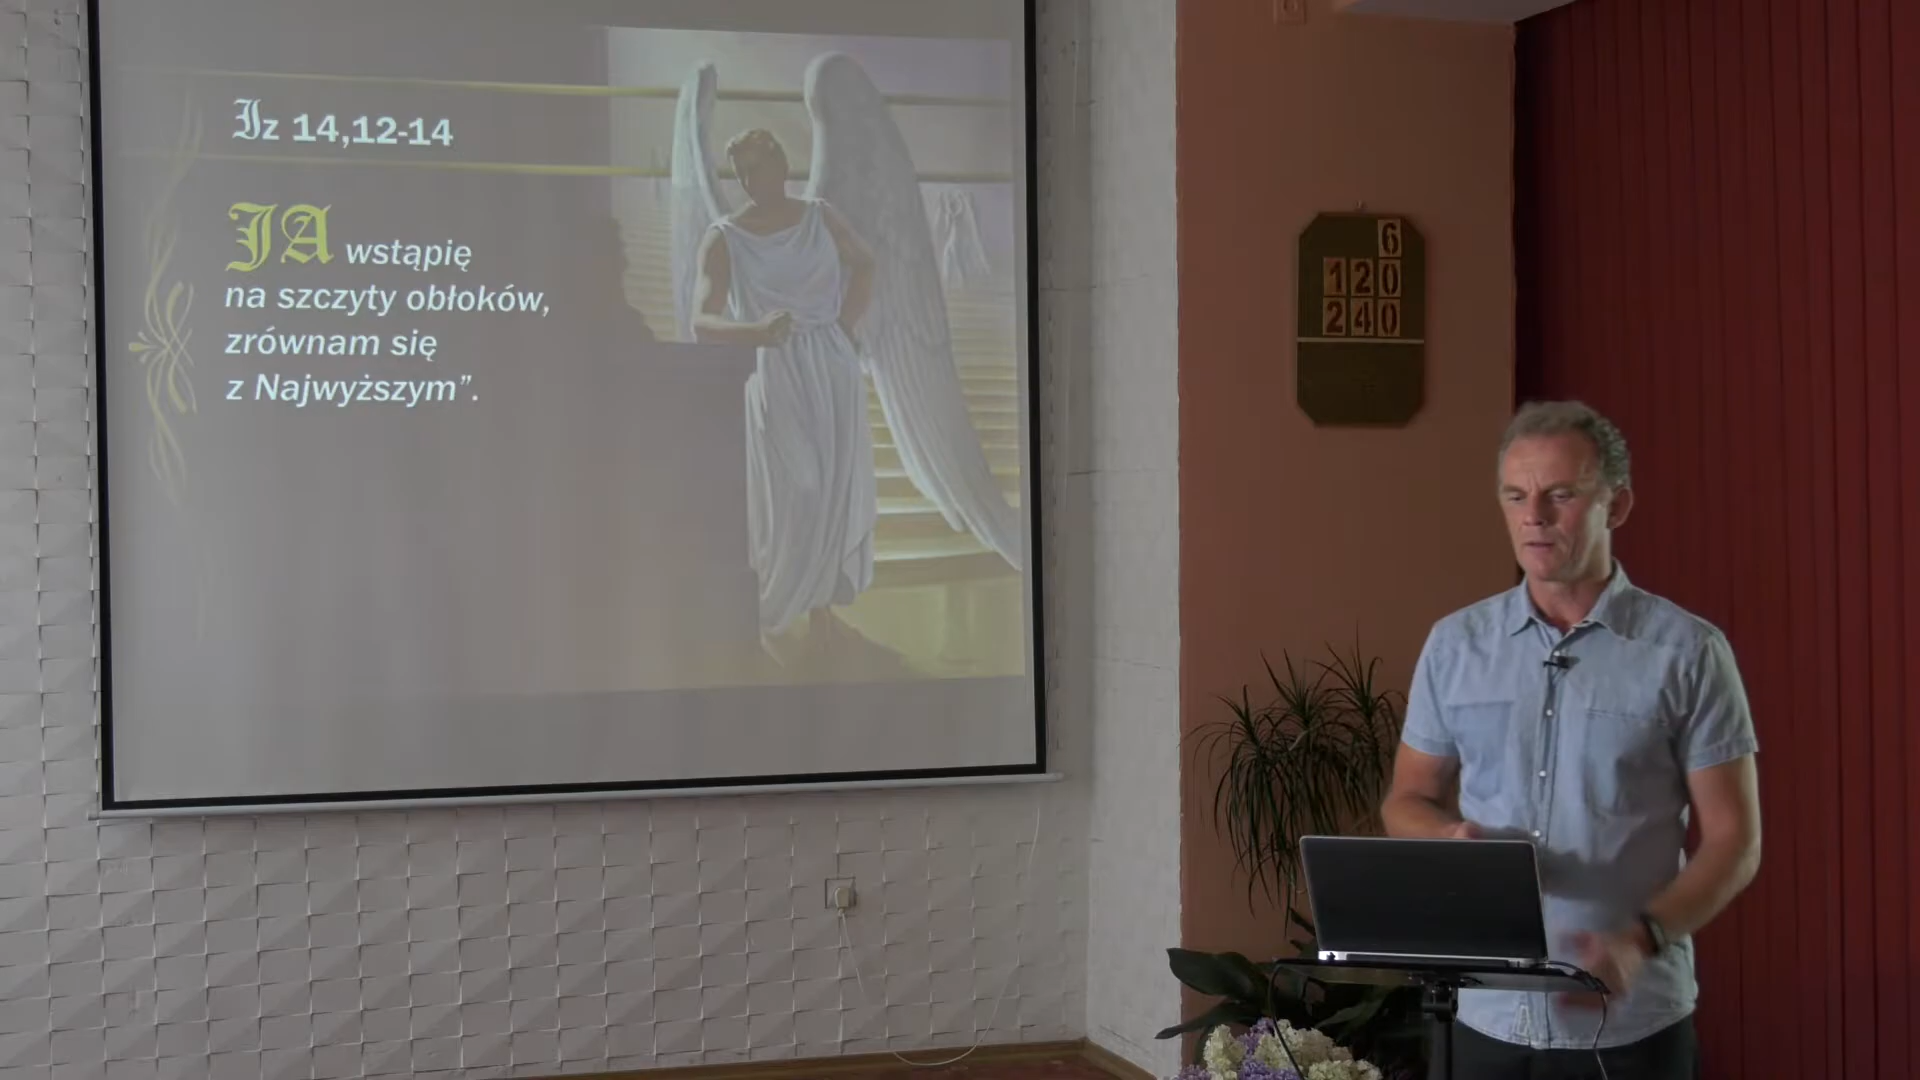 Iz 14,12-14
JA wstąpię
na szczyty obłoków,
zrównam się
z Najwyższym”.
6
120
240